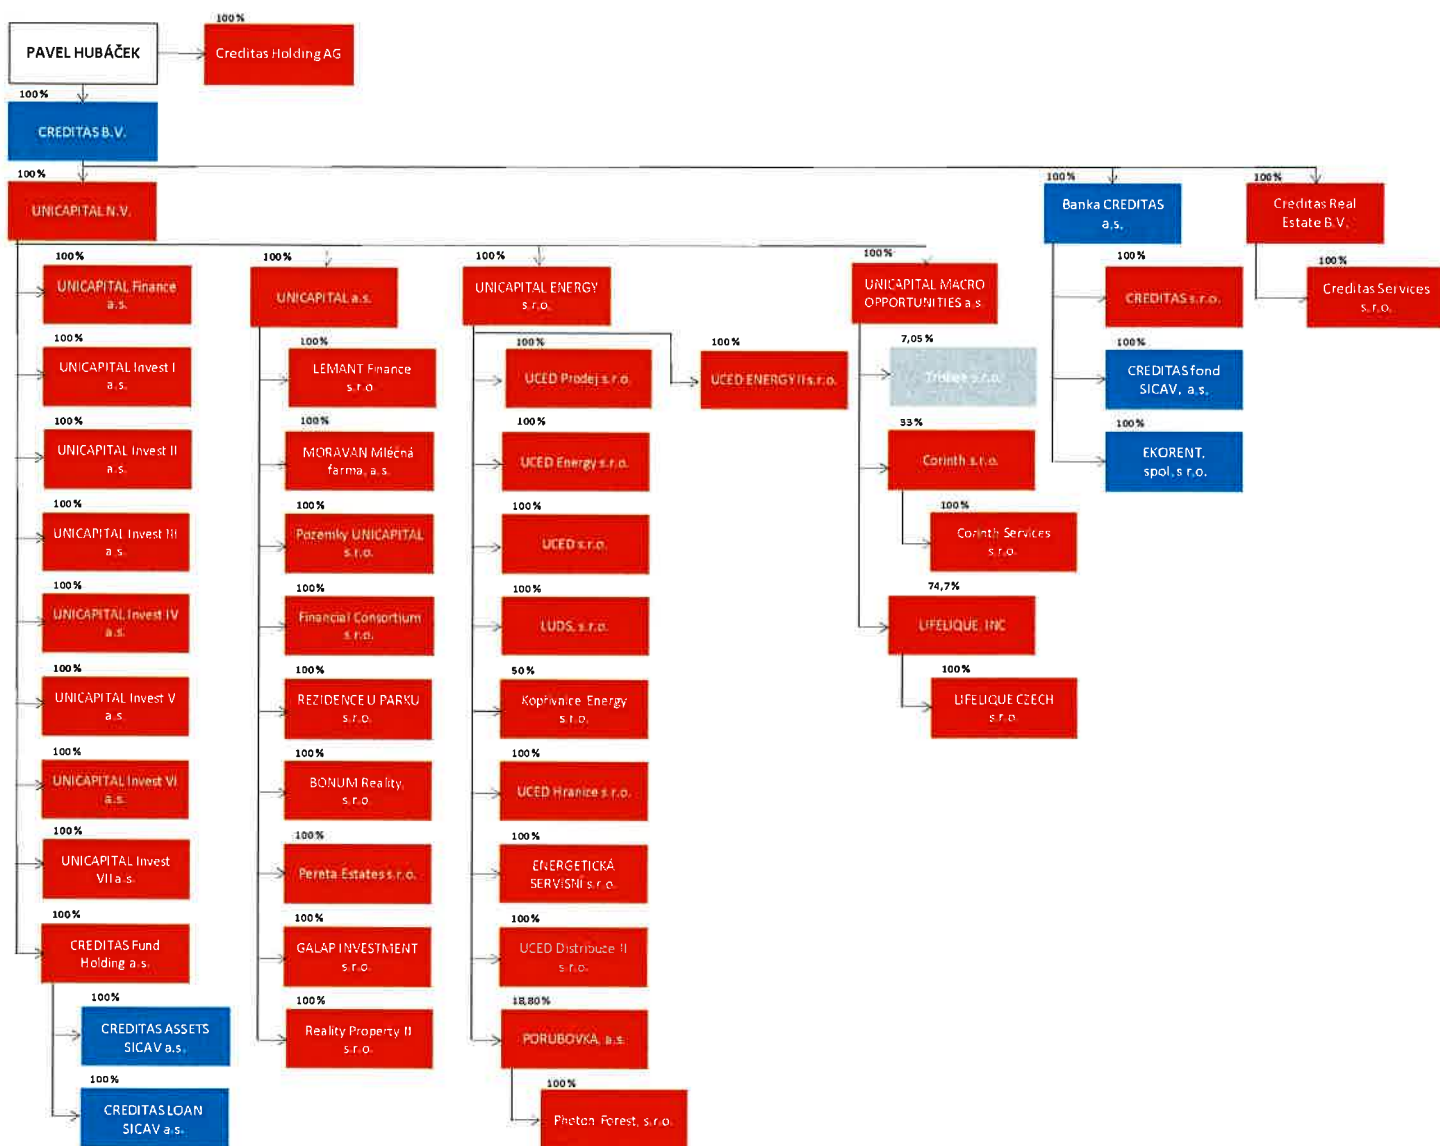 100%
PAVEL HUBÁČEK
Creditas Holding AG
100%
CREDITAS B.V.
100%
UNICAPITAL N.V.
100%
Banka CREDITAS
a.s.
100%
Creditas Real
Estate B.V.
100%
UNICAPITAL Finance
a.s.
100%
UNICAPITAL Invest I
a.s.
100%
UNICAPITAL Invest II
a.s.
100%
UNICAPITAL Invest III
a.s.
100%
UNICAPITAL Invest IV
a.s.
100%
UNICAPITAL Invest V
a.s.
100%
UNICAPITAL Invest VI
a.s.
100%
UNICAPITAL Invest
VII a.s.
100%
CREDITAS Fund
Holding a.s.
100%
CREDITAS ASSETS
SICAV a.s.
100%
CREDITAS LOAN
SICAV a.s.
100%
UNICAPITAL a.s.
100%
LEMANT Finance
s.r.o.
100%
MORAVAN Mléčná
farma, a.s.
100%
Pozemky UNICAPITAL
s.r.o.
100%
Financial Consortium
s.r.o.
100%
REZIDENCE U PARKU
s.r.o.
100%
BONUM Reality,
s.r.o.
100%
Pereta Estates s.r.o.
100%
GALAP INVESTMENT
s.r.o.
100%
Reality Property II
s.r.o.
100%
UNICAPITAL ENERGY
s.r.o.
100%
UCED Prodej s.r.o.
100%
UCED ENERGY II s.r.o.
100%
UCED Energy s.r.o.
100%
UCED s.r.o.
100%
LUDS, s.r.o.
50%
Kopřivnice Energy
s.r.o.
100%
UCED Hranice s.r.o.
100%
ENERGETICKÁ
SERVISNÍ s.r.o.
100%
UCED Distribuce II
s.r.o.
18,80%
PORUBOVKA, a.s.
100%
Photon Forest, s.r.o.
100%
UNICAPITAL MACRO
OPPORTUNITIES a.s.
7,05%
s.r.o.
33%
Corinth s.r.o.
100%
Corinth Services
s.r.o.
74,7%
LIFELIQUE, INC
100%
LIFELIQUE CZECH
s.r.o.
100%
CREDITAS s.r.o.
100%
CREDITAS fond
SICAV, a.s.
100%
EKORENT,
spol. s r.o.
100%
Creditas Services
s.r.o.